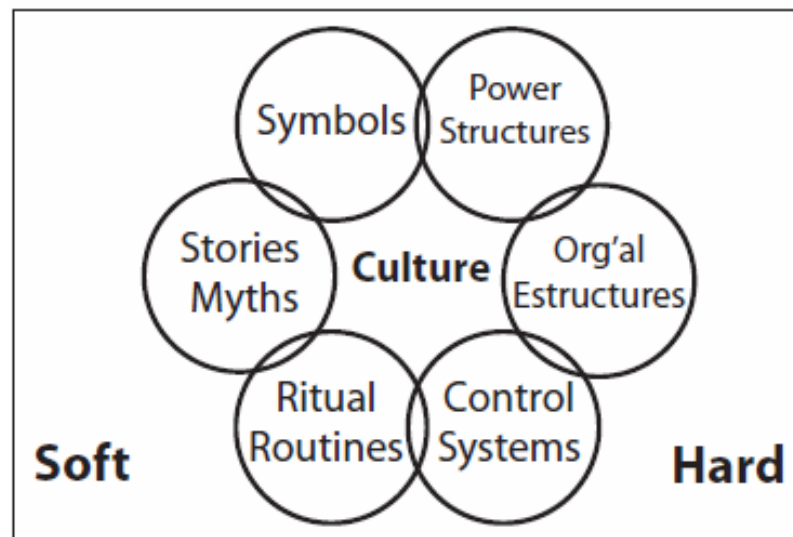 Symbols
Power
Structures
Stories
Myths
Culture
Org'al
Estructures
Ritual
Routines
Control
Systems
Soft
Hard